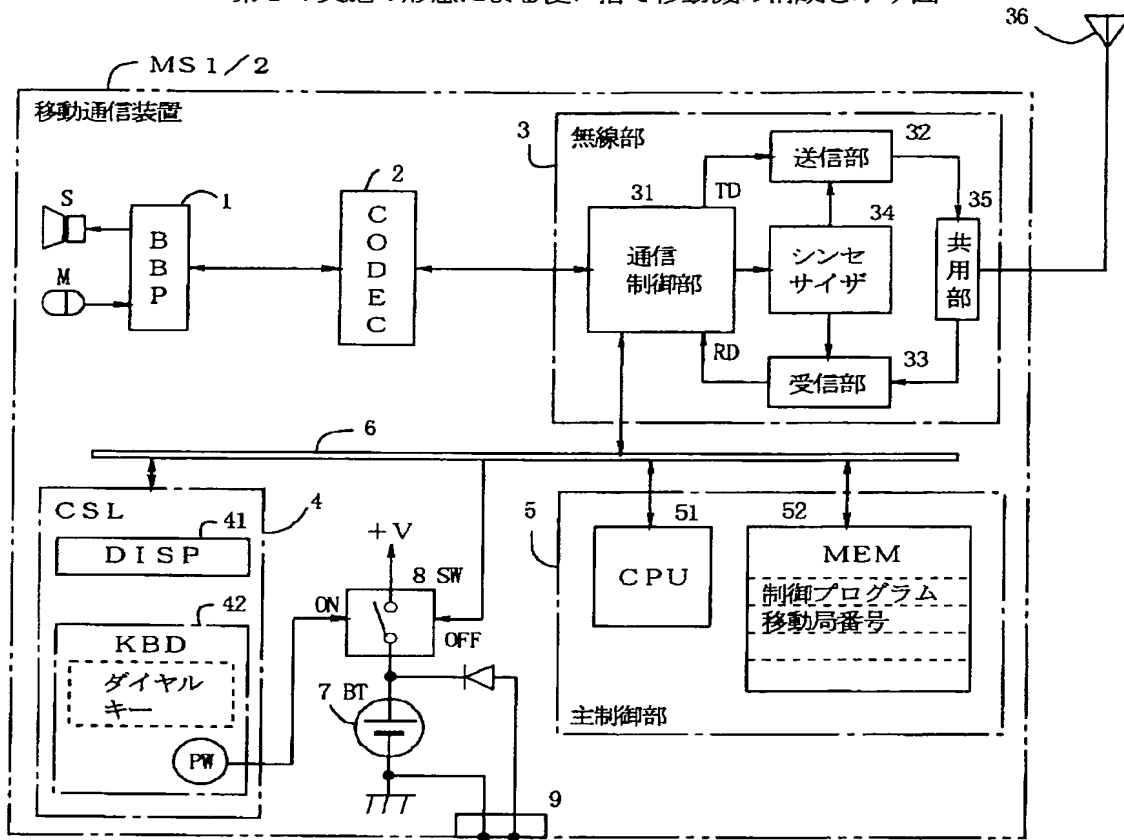 36
MS1/2
移動通信装置
3
無線部
32
送信部
S
1
BBP
M
2
CODEC
31
通信
制御部
TD
34
シンセ
サイザ
35
共用部
RD
33
受信部
6
CSL
4
41
DISP
42
KBD
ダイヤル
キー
PW
+V
8 SW
ON
OFF
7 BT
9
5
51
CPU
52
MEM
制御プログラム
移動局番号
主制御部